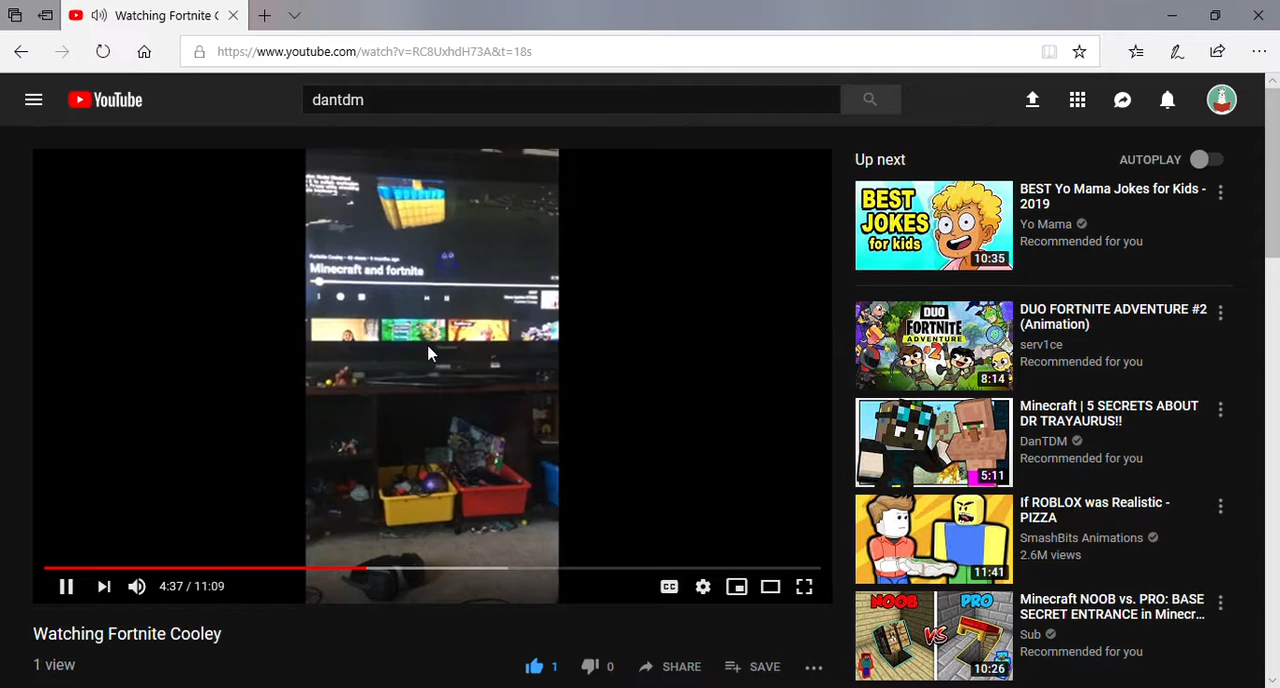 Watching Fortnite C
https://www.youtube.com/watch?v=RC8UxhdH73A&t=18s
YouTube
dantdm
Minecraft and fortnite
4:37 / 11:09
CC
Watching Fortnite Cooley
1 view
1
0
SHARE
SAVE
Up next
AUTOPLAY
BEST JOKES for kids
10:35
BEST Yo Mama Jokes for Kids -
2019
Yo Mama
Recommended for you
DUO
FORTNITE
ADVENTURE
2
8:14
DUO FORTNITE ADVENTURE #2
(Animation)
serv1ce
Recommended for you
5:11
Minecraft | 5 SECRETS ABOUT
DR TRAYAURUS!!
DanTDM
Recommended for you
11:41
If ROBLOX was Realistic -
PIZZA
SmashBits Animations
2.6M views
NOOB
PRO
VS
10:26
Minecraft NOOB vs. PRO: BASE
SECRET ENTRANCE in Minecr...
Sub
Recommended for you